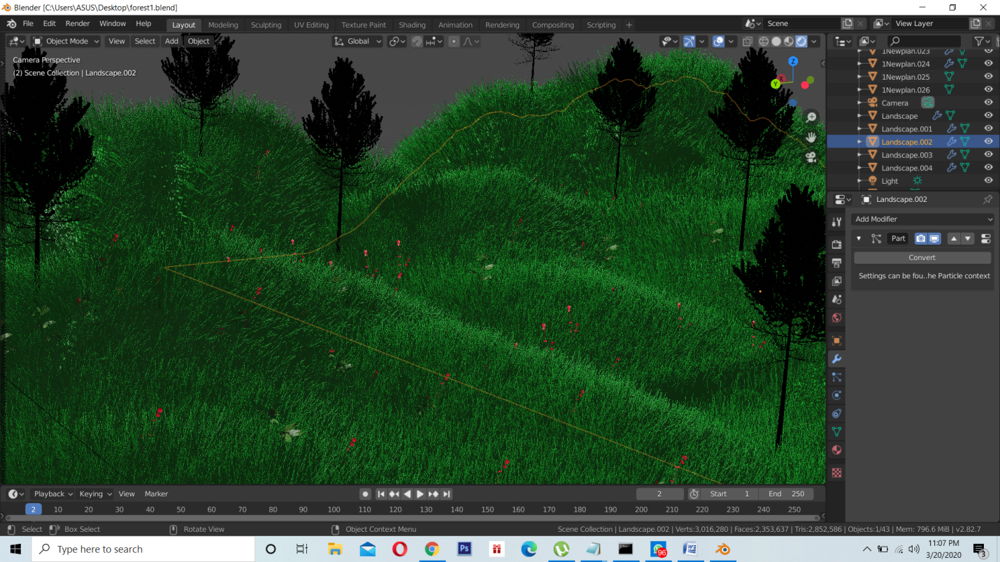 Blender [C:\Users\ASUS\Desktop\forest1.blend]
File Edit Render Window Help Layout Modeling Sculpting UV Editing Texture Paint Shading Animation Rendering Compositing Scripting + Scene View Layer
Object Mode View Select Add Object Global
Camera Perspective
(2) Scene Collection | Landscape.002
Z
X
Y
1Newplan.023
1Newplan.024
1Newplan.025
1Newplan.026
Camera
Landscape
Landscape.001
Landscape.002
Landscape.003
Landscape.004
Light
Landscape.002
Add Modifier
Part
Convert
Settings can be fou..he Particle context
Playback Keying View Marker 2 Start 1 End 250
2 10 20 30 40 50 60 70 80 90 100 110 120 130 140 150 160 170 180 190 200 210 220 230 240 250
Select Box Select Rotate View Object Context Menu Scene Collection | Landscape.002 | Verts:3,016,280 | Faces:2,353,637 | Tris:2,852,586 | Objects:1/43 | Mem: 796.6 MiB | v2.82.7
Type here to search Ps 96 W 11:07 PM
3/20/2020 3